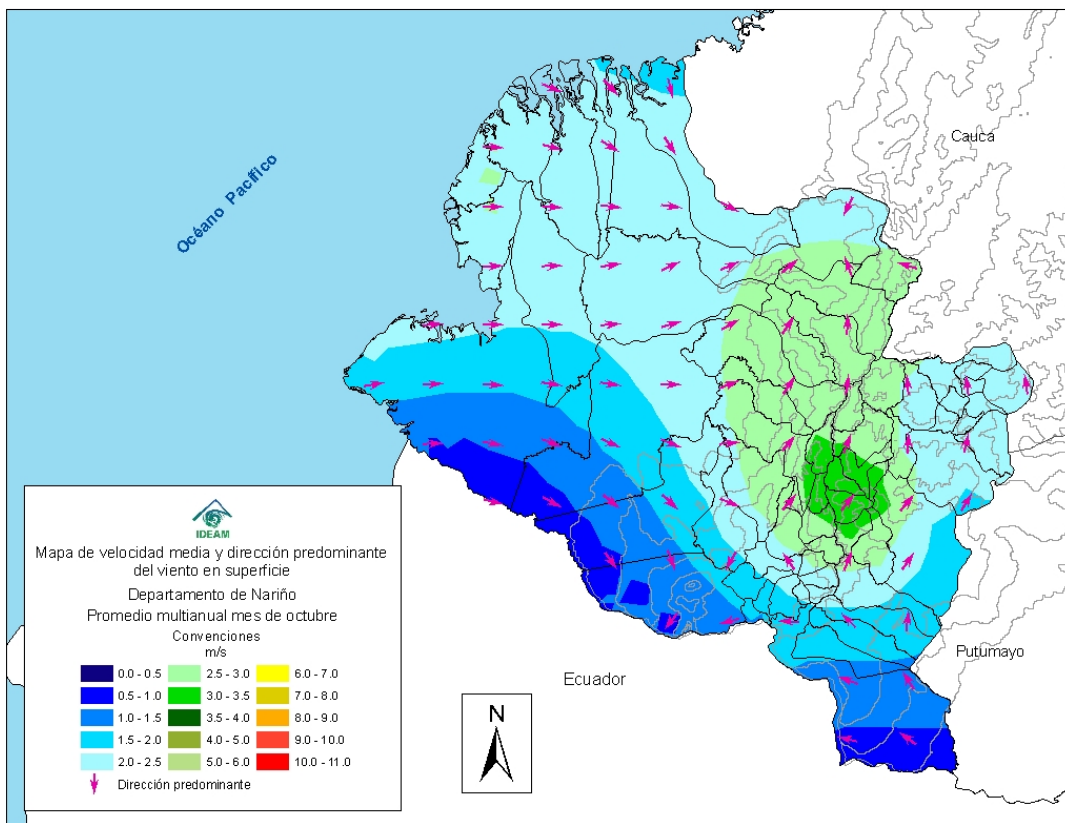 Cauca
Océano Pacífico
IDEAM
Mapa de velocidad media y dirección predominante
del viento en superficie
Departamento de Nariño
Promedio multianual mes de octubre
Convenciones
m/s
0.0 - 0.5
2.5 - 3.0
6.0 - 7.0
0.5 - 1.0
3.0 - 3.5
7.0 - 8.0
1.0 - 1.5
3.5 - 4.0
8.0 - 9.0
1.5 - 2.0
4.0 - 5.0
9.0 - 10.0
2.0 - 2.5
5.0 - 6.0
10.0 - 11.0
Dirección predominante
Ecuador
N
Putumayo